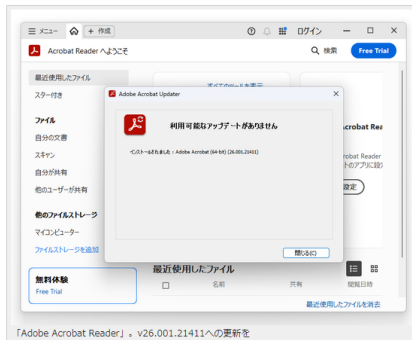 メニュー
+ 作成
ログイン
Acrobat Reader へようこそ
検索
Free Trial
最近使用したファイル
スター付き
ファイル
自分の文書
スキャン
自分が共有
他のユーザーが共有
他のファイルストレージ
マイコンピューター
ファイルストレージを追加
無料体験
Free Trial
Adobe Acrobat Updater
利用可能なアップデートがありません
インストールされました : Adobe Acrobat (64-bit) (26.001.21411)
閉じる(C)
最近使用したファイル
名前
共有
閲覧日時
最近使用したファイルを消去
「Adobe Acrobat Reader」。v26.001.21411への更新を